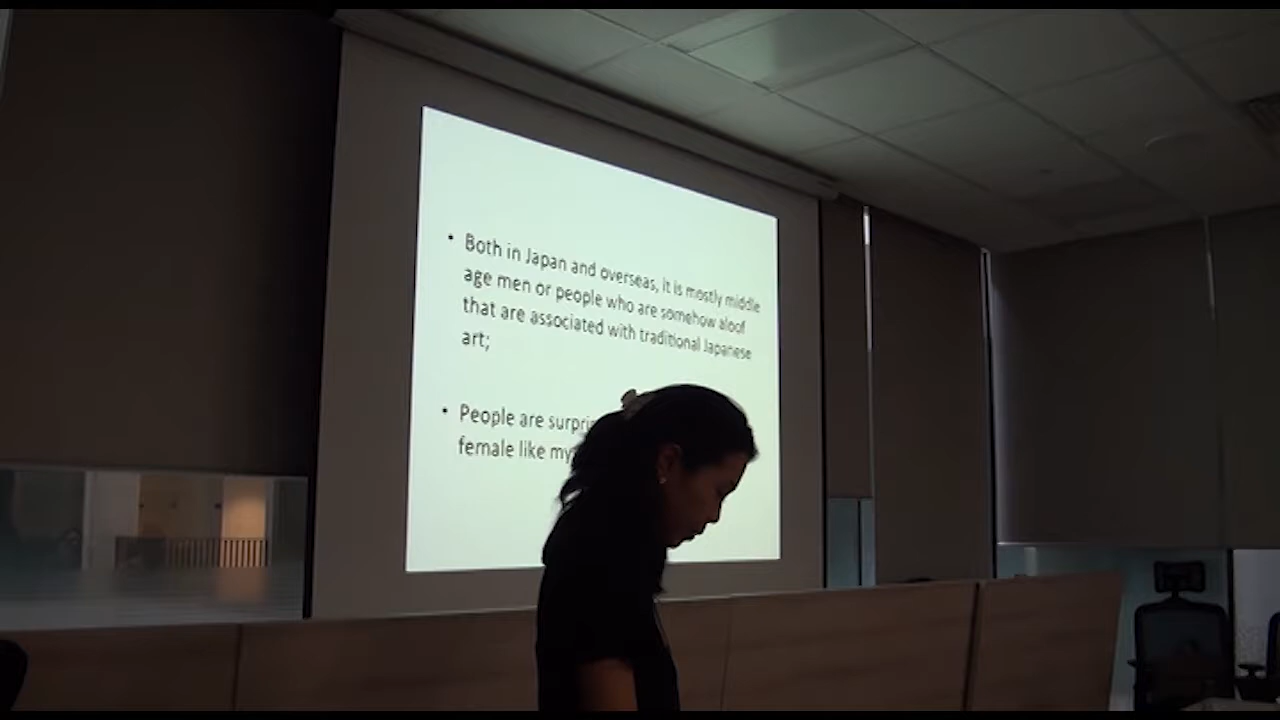 • Both in Japan and overseas, it is mostly middle
age men or people who are somehow aloof
that are associated with traditional Japanese
art;
• People are surpri
female like my